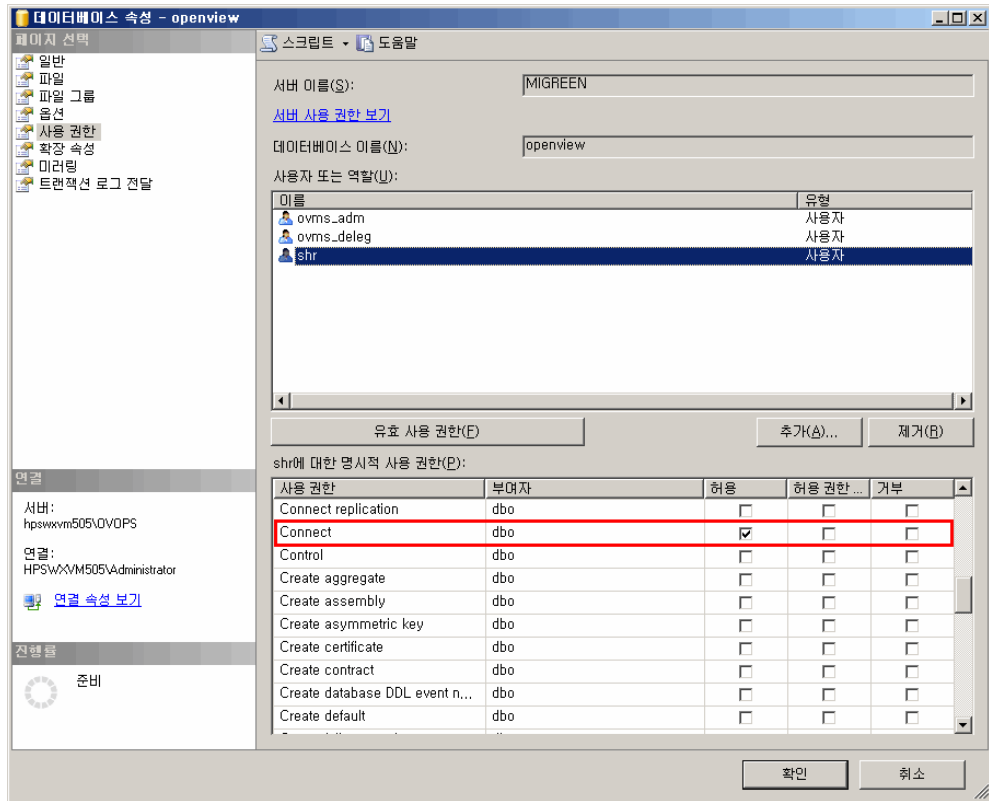 데이터베이스 속성 - openview
페이지 선택
일반
파일
파일 그룹
옵션
사용 권한
확장 속성
미러링
트랜잭션 로그 전달
스크립트
도움말
서버 이름(S):
MIGREEN
서버 사용 권한 보기
데이터베이스 이름(N):
openview
사용자 또는 역할(U):
이름 유형
ovms_adm 사용자
ovms_deleg 사용자
shr 사용자
유효 사용 권한(F)
추가(A)...
제거(R)
shr에 대한 명시적 사용 권한(P):
사용 권한 부여자 허용 허용 권한 ... 거부
Connect replication dbo
Connect dbo
Control dbo
Create aggregate dbo
Create assembly dbo
Create asymmetric key dbo
Create certificate dbo
Create contract dbo
Create database DDL event n... dbo
Create default dbo
연결
서버:
hpswxvm505\OVOPS
연결:
HPSWXVM505\Administrator
연결 속성 보기
진행률
준비
확인
취소